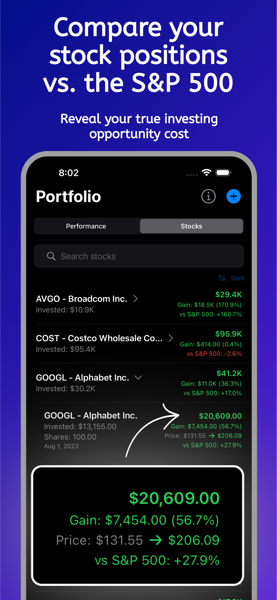 Compare your
stock positions
vs. the S&P 500
Reveal your true investing
opportunity cost
8:02
Portfolio
Performance
Stocks
Search stocks
Sort
AVGO - Broadcom Inc.
$29.4K
Invested: $10.9K
Gain: $18.5K (170.9%)
vs S&P 500: +160.7%
COST - Costco Wholesale Co...
$95.9K
Invested: $95.4K
Gain: $414.00 (0.4%)
vs S&P 500: -2.6%
GOOGL - Alphabet Inc.
$41.2K
Invested: $30.2K
Gain: $11.0K (36.3%)
vs S&P 500: +17.0%
GOOGL - Alphabet Inc.
$20,609.00
Invested: $13,155.00
Gain: $7,454.00 (56.7%)
Shares: 100.00
Price: $131.55 → $206.09
Aug 1, 2023
vs S&P 500: +27.9%
$20,609.00
Gain: $7,454.00 (56.7%)
Price: $131.55 → $206.09
vs S&P 500: +27.9%